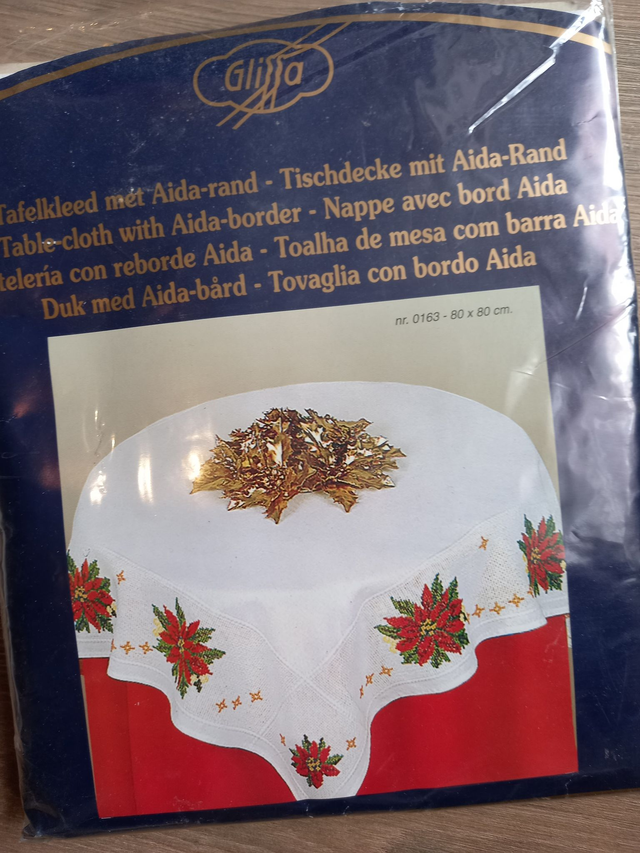 Glissa
Tafelkleed met Aida-rand - Tischdecke mit Aida-Rand
Table-cloth with Aida-border - Nappe avec bord Aida
telería con reborde Aida - Toalha de mesa com barra Aida
Duk med Aida-bård - Tovaglia con bordo Aida
nr. 0163 - 80 x 80 cm.